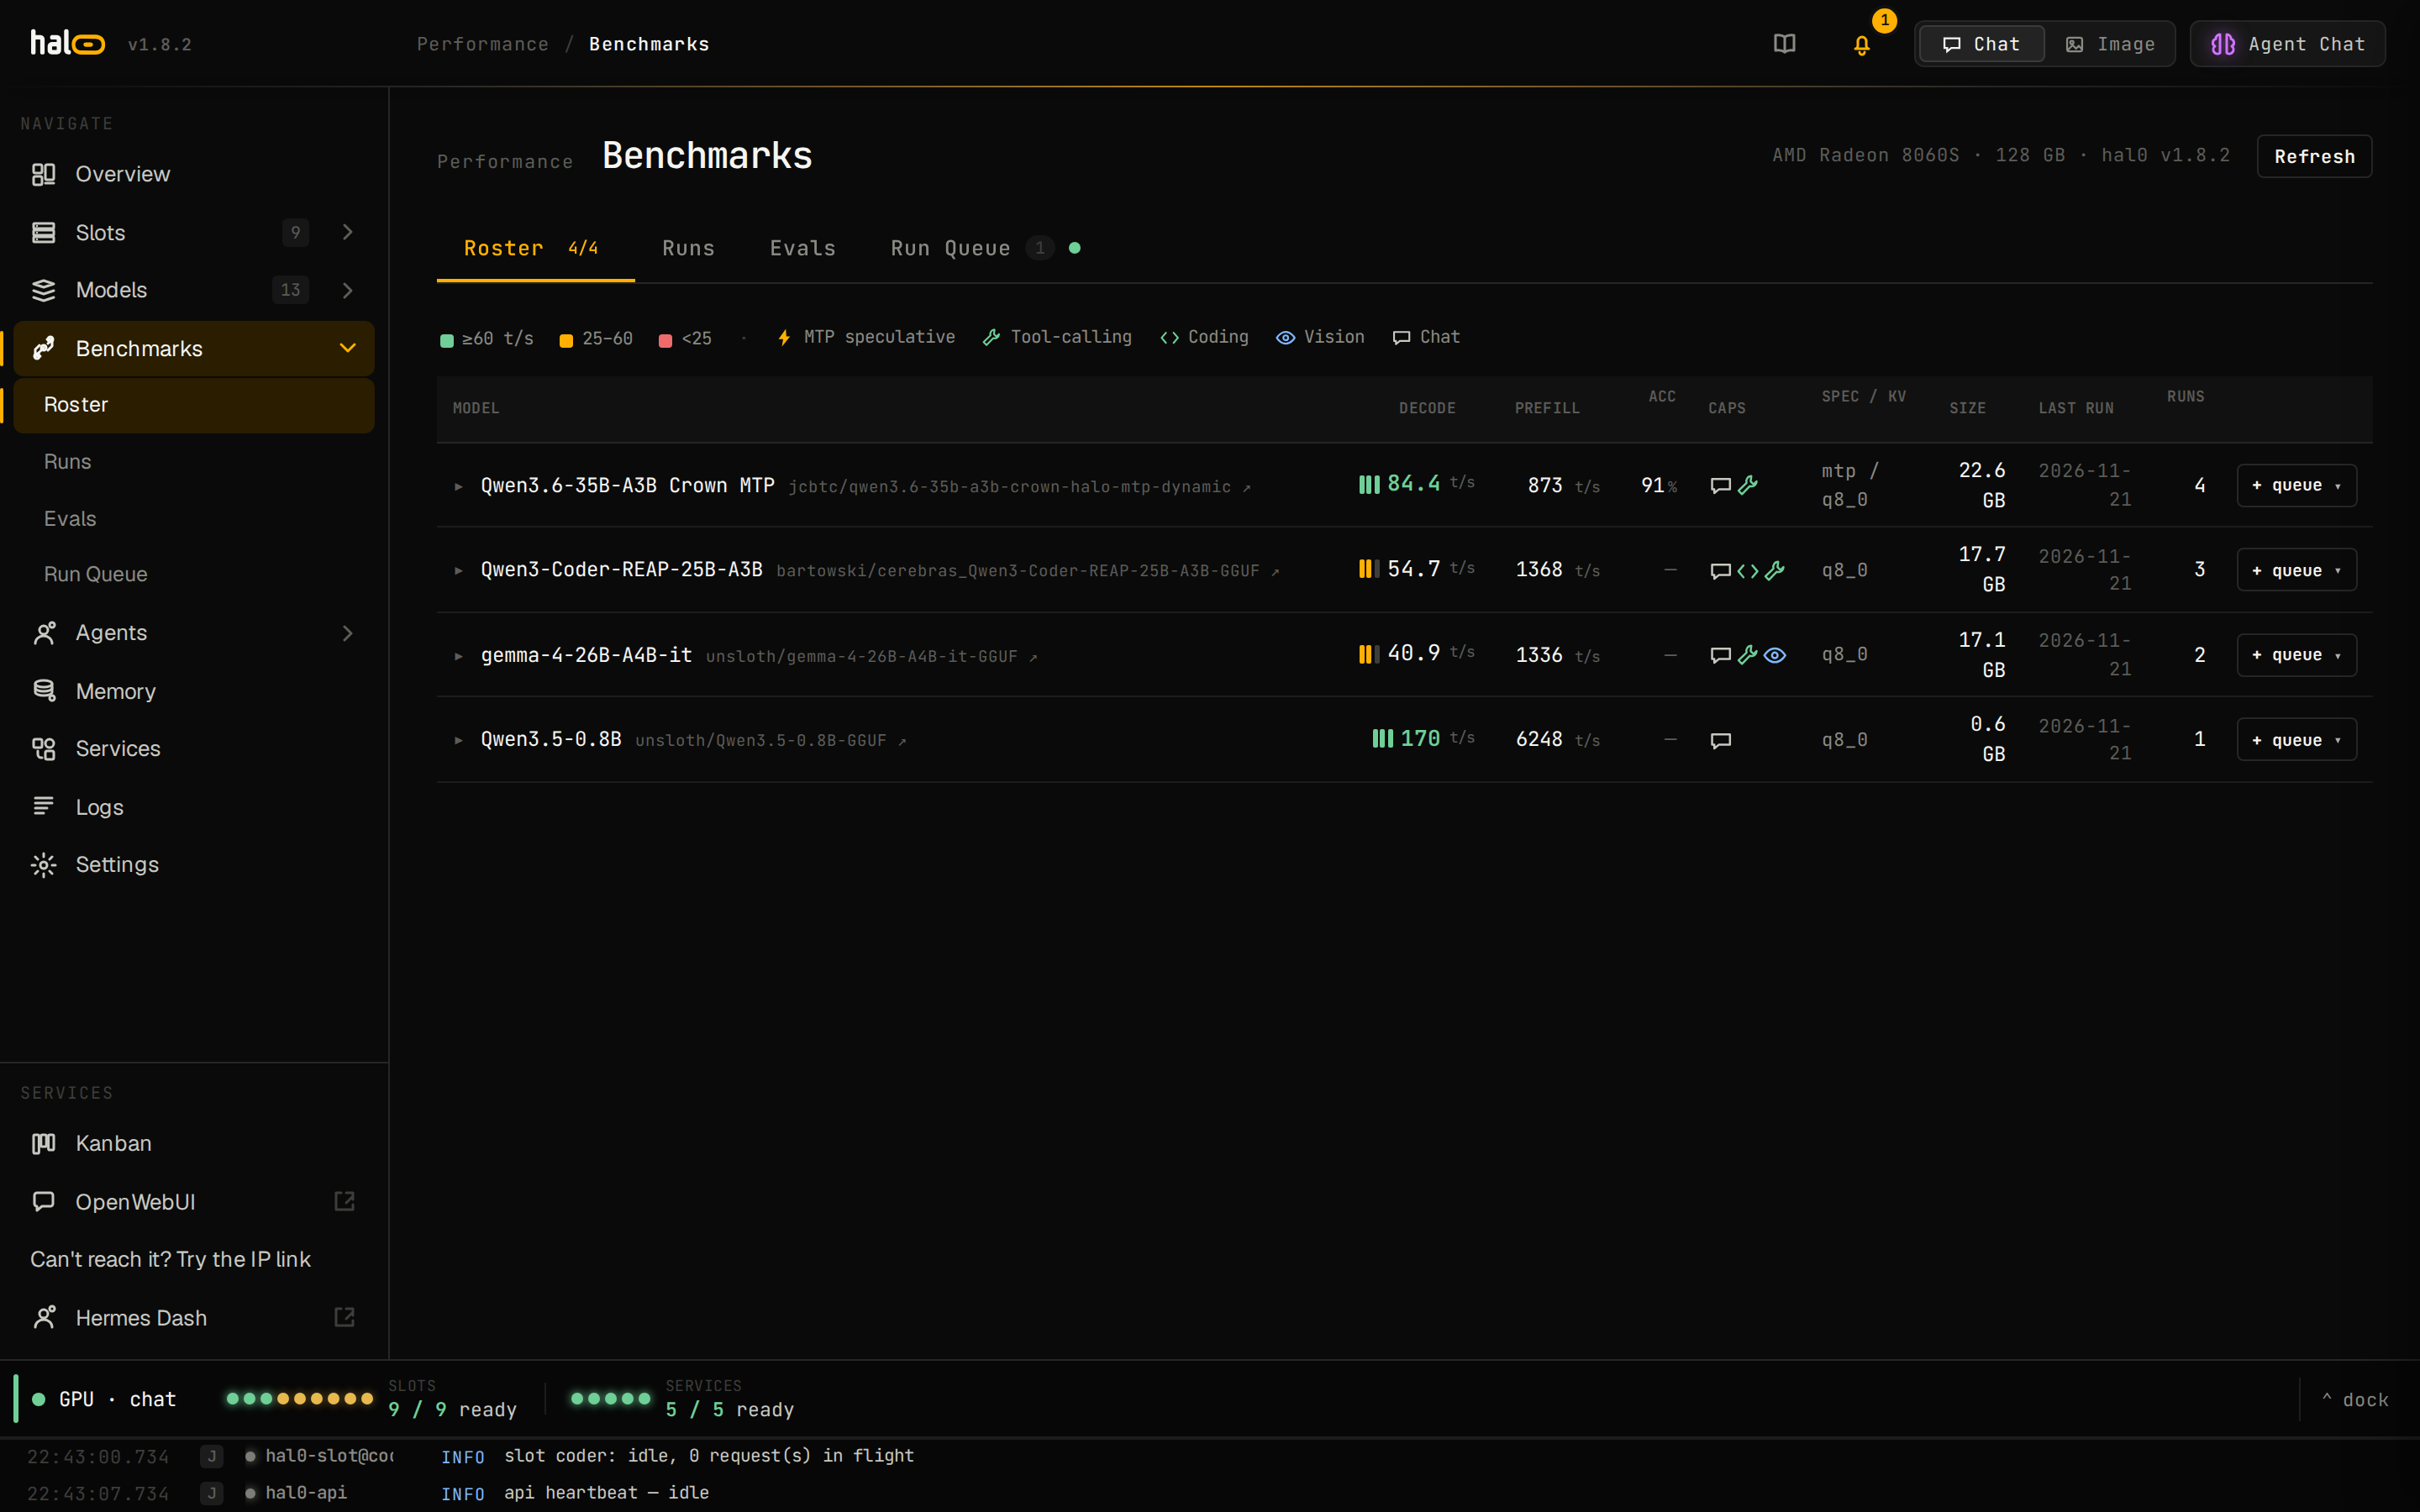 halo v1.8.2
Performance / Benchmarks
1
Chat
Image
Agent Chat
NAVIGATE
Overview
Slots 9
Models 13
Benchmarks
Roster
Runs
Evals
Run Queue
Agents
Memory
Services
Logs
Settings
SERVICES
Kanban
OpenWebUI
Can't reach it? Try the IP link
Hermes Dash
Performance Benchmarks
AMD Radeon 8060S · 128 GB · hal0 v1.8.2
Refresh
Roster 4/4 Runs Evals Run Queue 1
≥60 t/s 25–60 <25 · MTP speculative Tool-calling Coding Vision Chat
MODEL DECODE PREFILL ACC CAPS SPEC / KV SIZE LAST RUN RUNS
▸ Qwen3.6-35B-A3B Crown MTP jcbtc/qwen3.6-35b-a3b-crown-halo-mtp-dynamic ↗ 84.4 t/s 873 t/s 91% mtp / q8_0 22.6 GB 2026-11-21 4 + queue ▾
▸ Qwen3-Coder-REAP-25B-A3B bartowski/cerebras_Qwen3-Coder-REAP-25B-A3B-GGUF ↗ 54.7 t/s 1368 t/s — q8_0 17.7 GB 2026-11-21 3 + queue ▾
▸ gemma-4-26B-A4B-it unsloth/gemma-4-26B-A4B-it-GGUF ↗ 40.9 t/s 1336 t/s — q8_0 17.1 GB 2026-11-21 2 + queue ▾
▸ Qwen3.5-0.8B unsloth/Qwen3.5-0.8B-GGUF ↗ 170 t/s 6248 t/s — q8_0 0.6 GB 2026-11-21 1 + queue ▾
GPU · chat
SLOTS
9 / 9 ready
SERVICES
5 / 5 ready
^ dock
22:43:00.734 J hal0-slot@coc INFO slot coder: idle, 0 request(s) in flight
22:43:07.734 J hal0-api INFO api heartbeat — idle